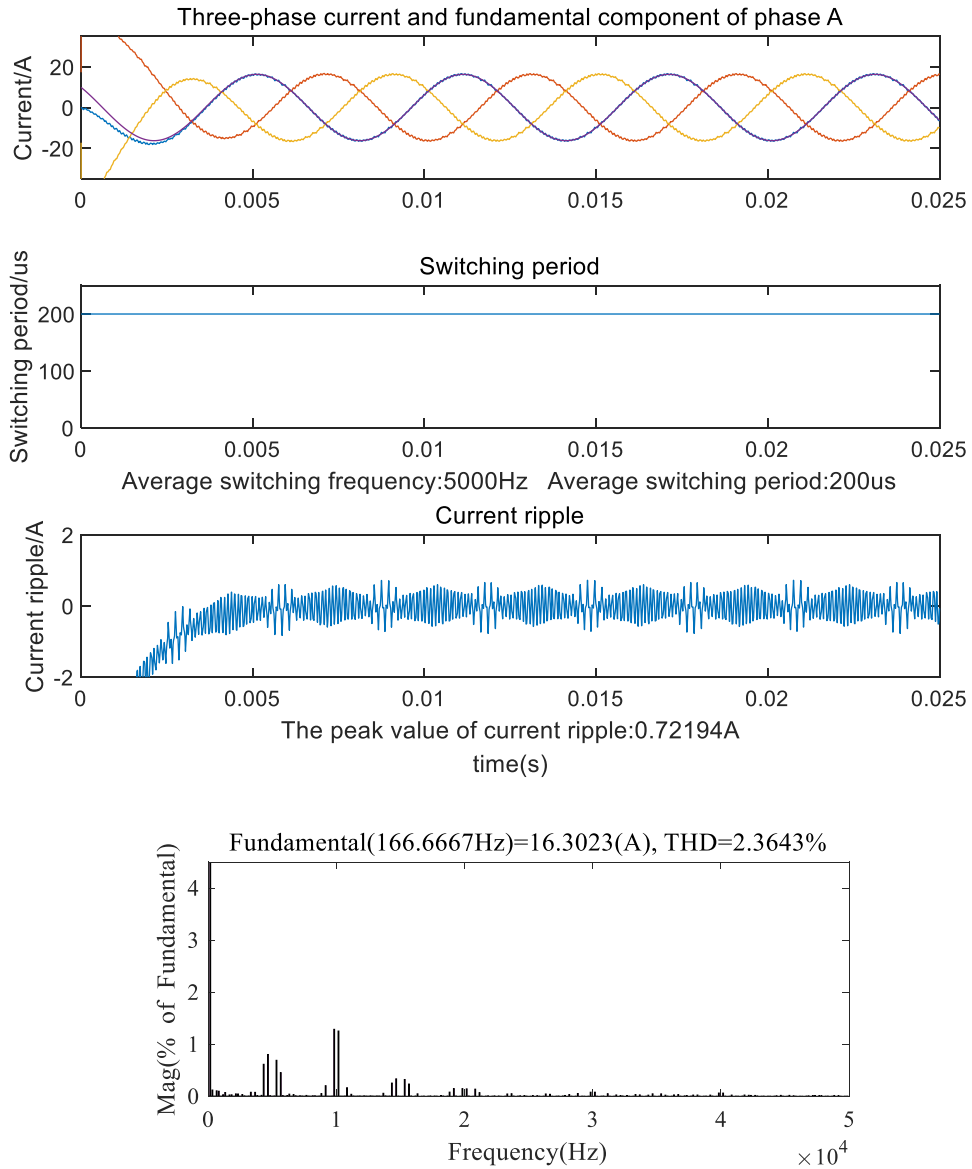 Three-phase current and fundamental component of phase A
Current/A
20
0
-20
0 0.005 0.01 0.015 0.02 0.025
Switching period
Switching period/us
200
100
0
0 0.005 0.01 0.015 0.02 0.025
Average switching frequency:5000Hz Average switching period:200us
Current ripple
Current ripple/A
2
0
-2
0 0.005 0.01 0.015 0.02 0.025
The peak value of current ripple:0.72194A
time(s)
Fundamental(166.6667Hz)=16.3023(A), THD=2.3643%
Mag(% of Fundamental)
4
3
2
1
0
0 1 2 3 4 5
Frequency(Hz)
×10^4